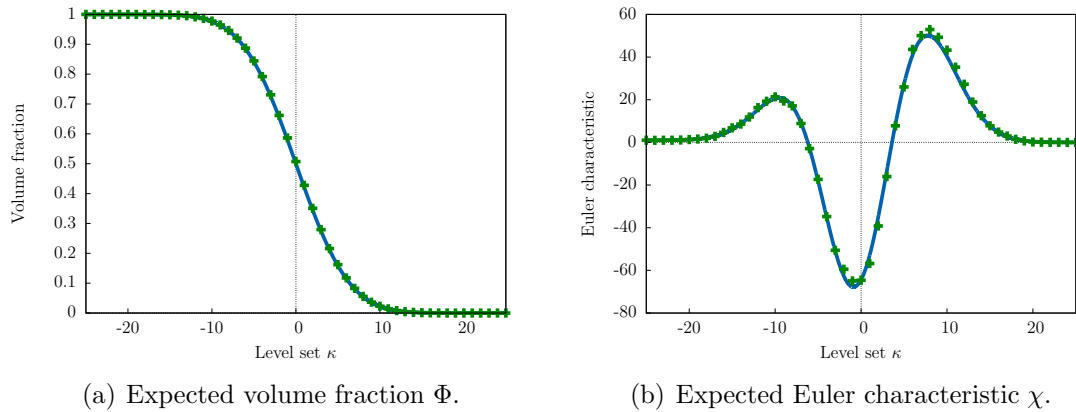 1
0.9
0.8
0.7
0.6
0.5
0.4
0.3
0.2
0.1
0
Volume fraction
-20 -10 0 10 20
Level set κ
(a) Expected volume fraction Φ.
60
40
20
0
-20
-40
-60
-80
Euler characteristic
-20 -10 0 10 20
Level set κ
(b) Expected Euler characteristic χ.